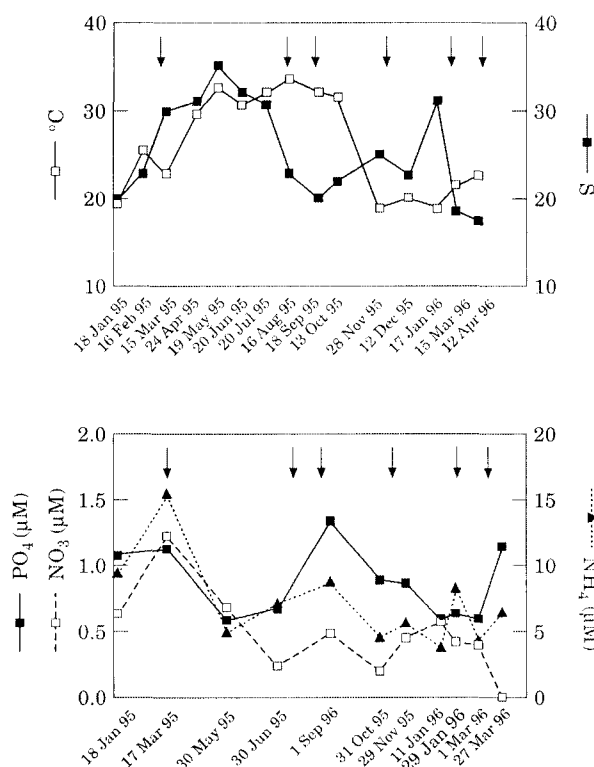 40
30
20
10
°C
40
30
20
10
S
18 Jan 95
16 Feb 95
15 Mar 95
24 Apr 95
19 May 95
20 Jun 95
20 Jul 95
16 Aug 95
18 Sep 95
13 Oct 95
28 Nov 95
12 Dec 95
17 Jan 96
15 Mar 96
12 Apr 96
2.0
1.5
1.0
0.5
0.0
PO4 (μM)
NO3 (μM)
20
15
10
5
0
NH4 (μM)
18 Jan 95
17 Mar 95
30 May 95
30 Jun 95
1 Sep 96
31 Oct 95
29 Nov 95
11 Jan 96
29 Jan 96
1 Mar 96
27 Mar 96